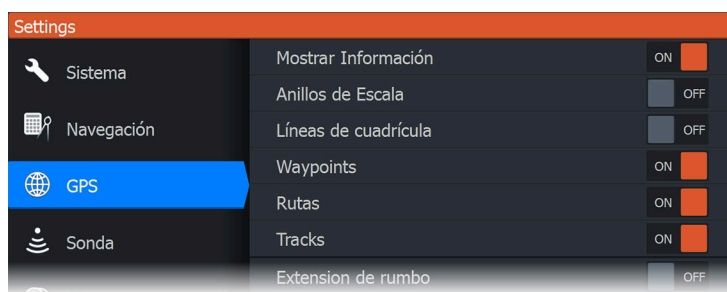 Settings
Sistema
Navegación
GPS
Sonda
Mostrar Información ON
Anillos de Escala OFF
Líneas de cuadrícula OFF
Waypoints ON
Rutas ON
Tracks ON
Extension de rumbo OFF